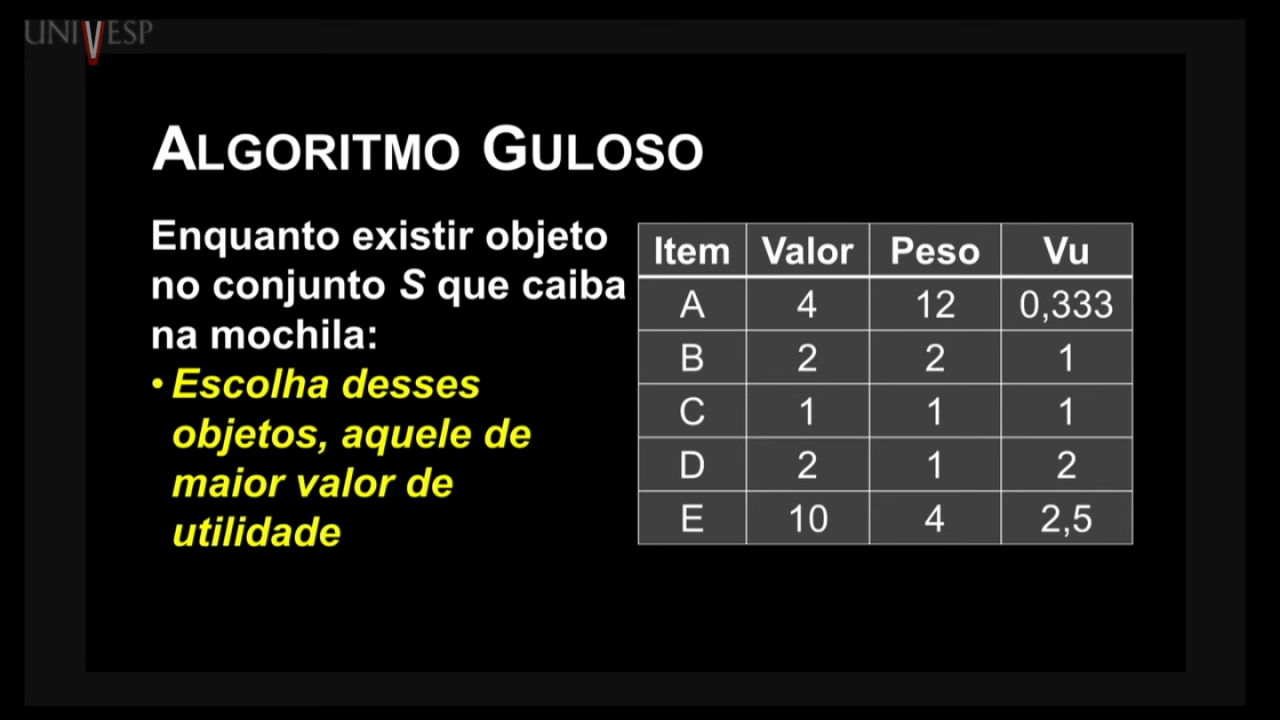 UNIVESP
ALGORITMO GULOSO
Enquanto existir objeto
no conjunto S que caiba
na mochila:
• Escolha desses
objetos, aquele de
maior valor de
utilidade
Item Valor Peso Vu
A 4 12 0,333
B 2 2 1
C 1 1 1
D 2 1 2
E 10 4 2,5